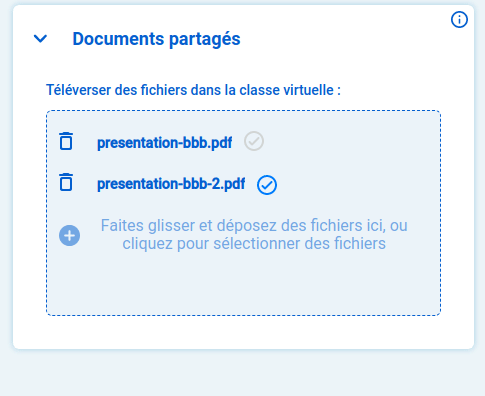 Documents partagés
Téléverser des fichiers dans la classe virtuelle :
presentation-bbb.pdf
presentation-bbb-2.pdf
Faites glisser et déposez des fichiers ici, ou
cliquez pour sélectionner des fichiers